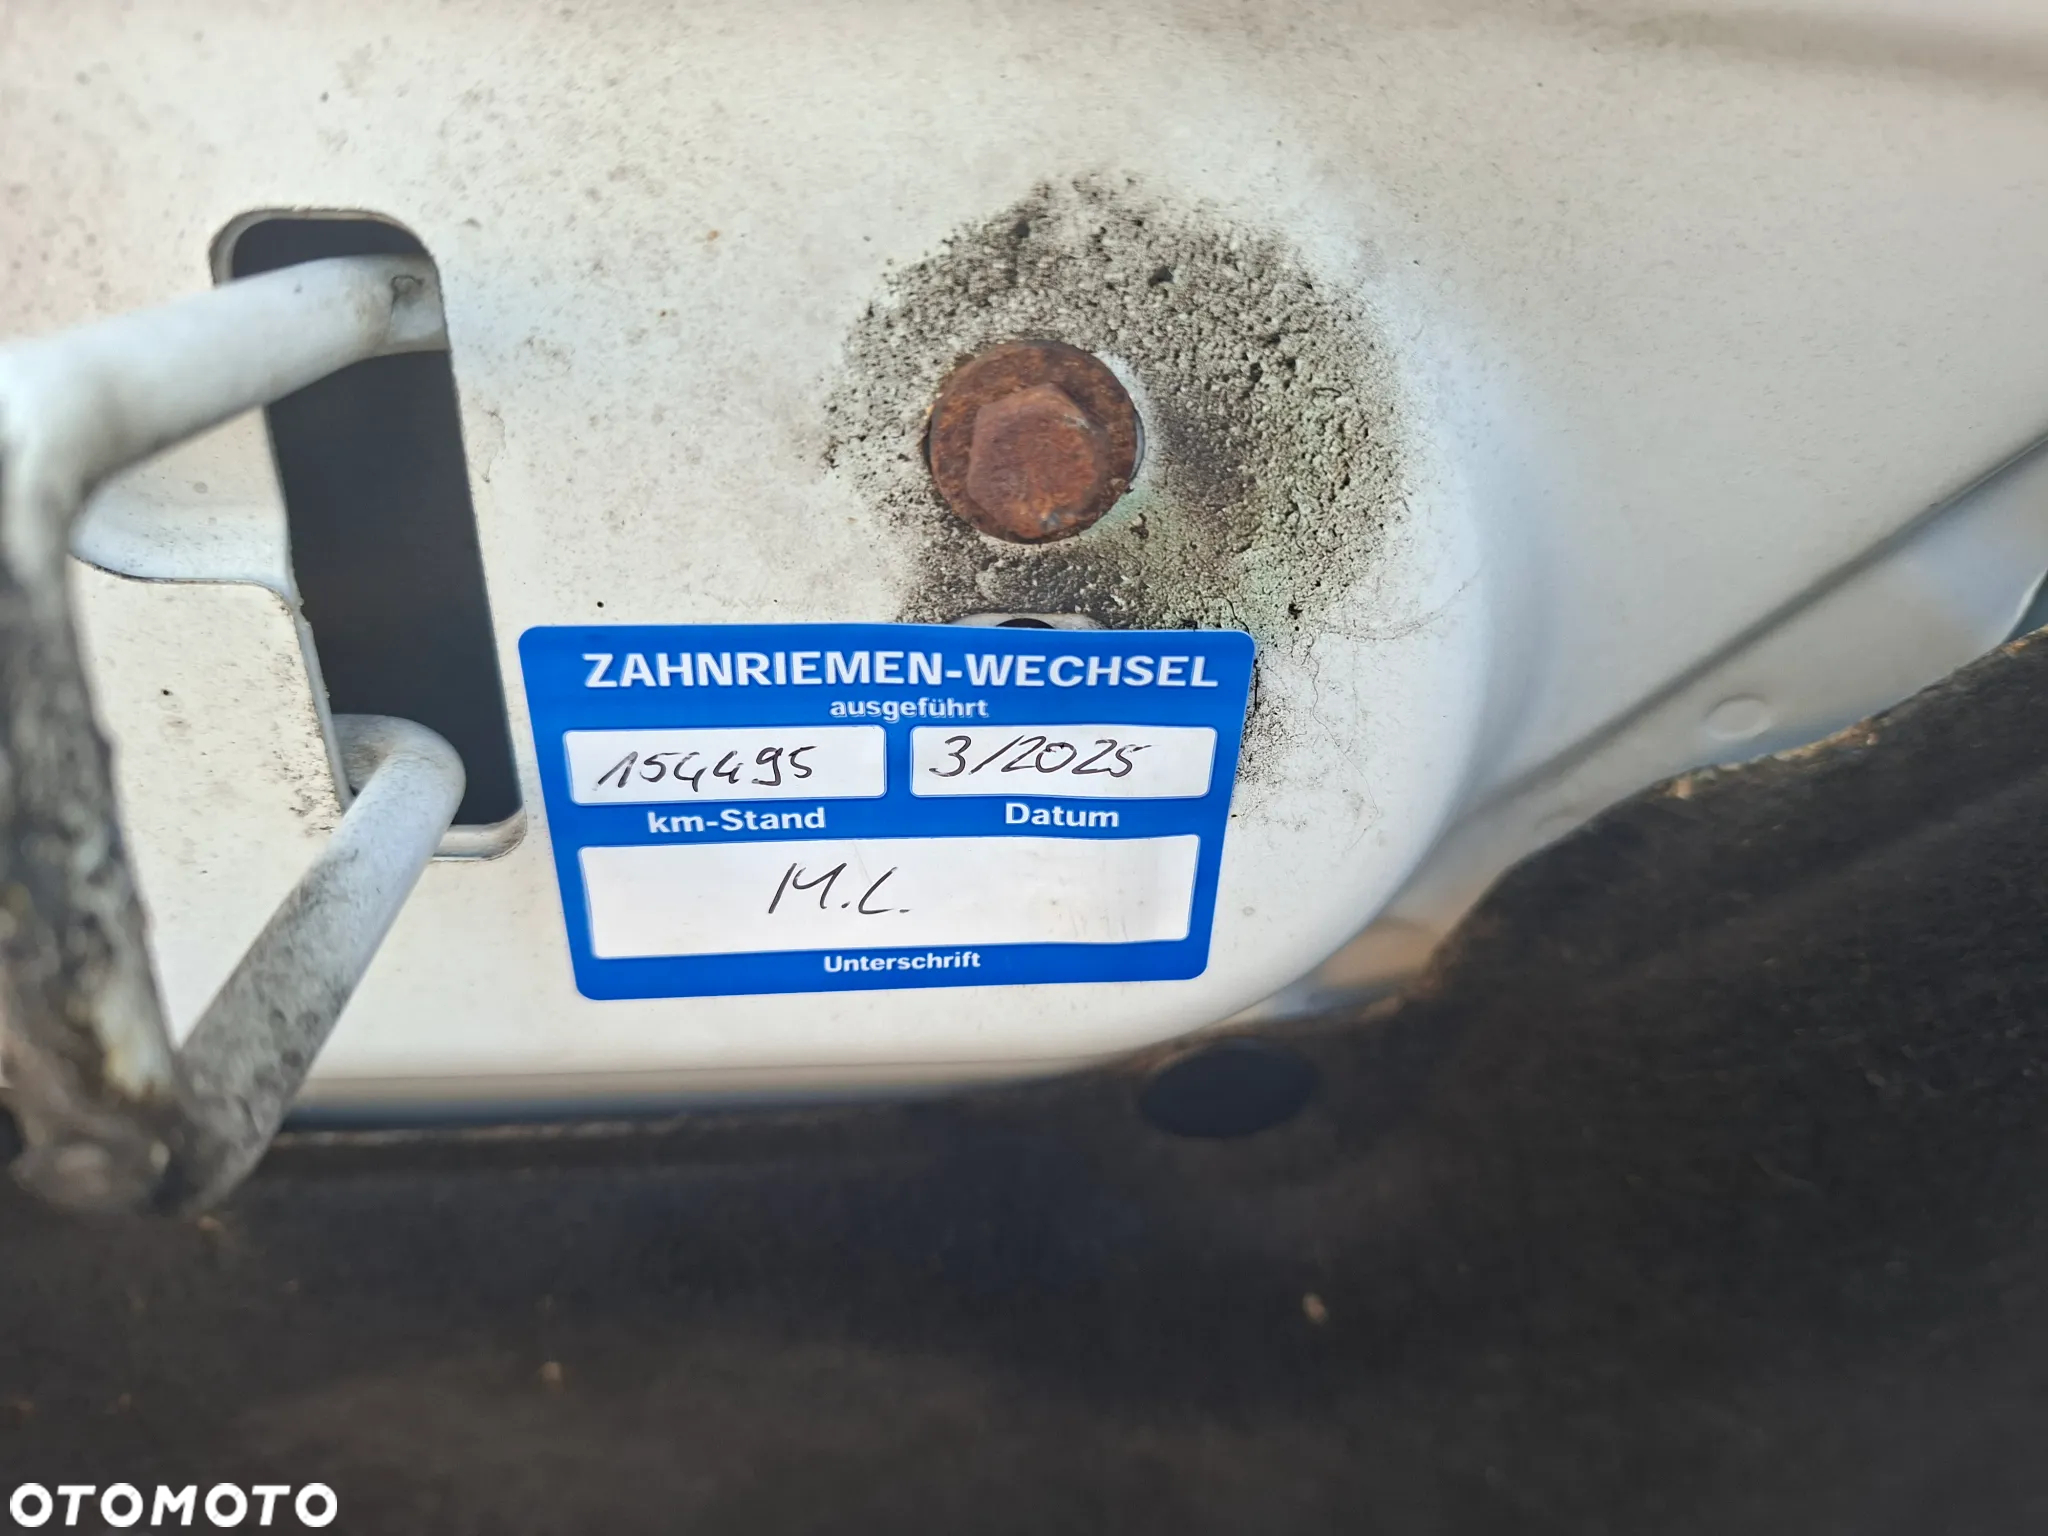 ZAHNRIEMEN-WECHSEL
ausgeführt
154495 3/2025
km-Stand Datum
M.L.
Unterschrift
OTOMOTO